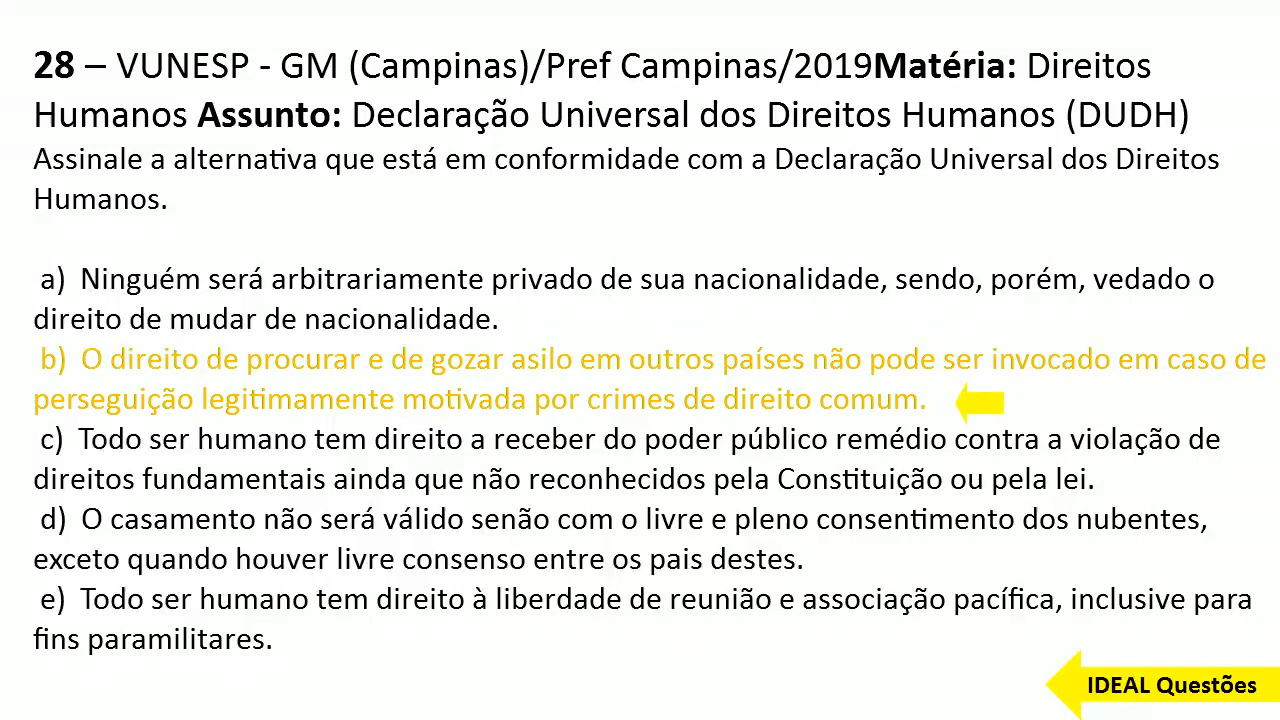 28 – VUNESP - GM (Campinas)/Pref Campinas/2019Matéria: Direitos
Humanos Assunto: Declaração Universal dos Direitos Humanos (DUDH)
Assinale a alternativa que está em conformidade com a Declaração Universal dos Direitos
Humanos.
a) Ninguém será arbitrariamente privado de sua nacionalidade, sendo, porém, vedado o
direito de mudar de nacionalidade.
b) O direito de procurar e de gozar asilo em outros países não pode ser invocado em caso de
perseguição legitimamente motivada por crimes de direito comum.
c) Todo ser humano tem direito a receber do poder público remédio contra a violação de
direitos fundamentais ainda que não reconhecidos pela Constituição ou pela lei.
d) O casamento não será válido senão com o livre e pleno consentimento dos nubentes,
exceto quando houver livre consenso entre os pais destes.
e) Todo ser humano tem direito à liberdade de reunião e associação pacífica, inclusive para
fins paramilitares.
IDEAL Questões